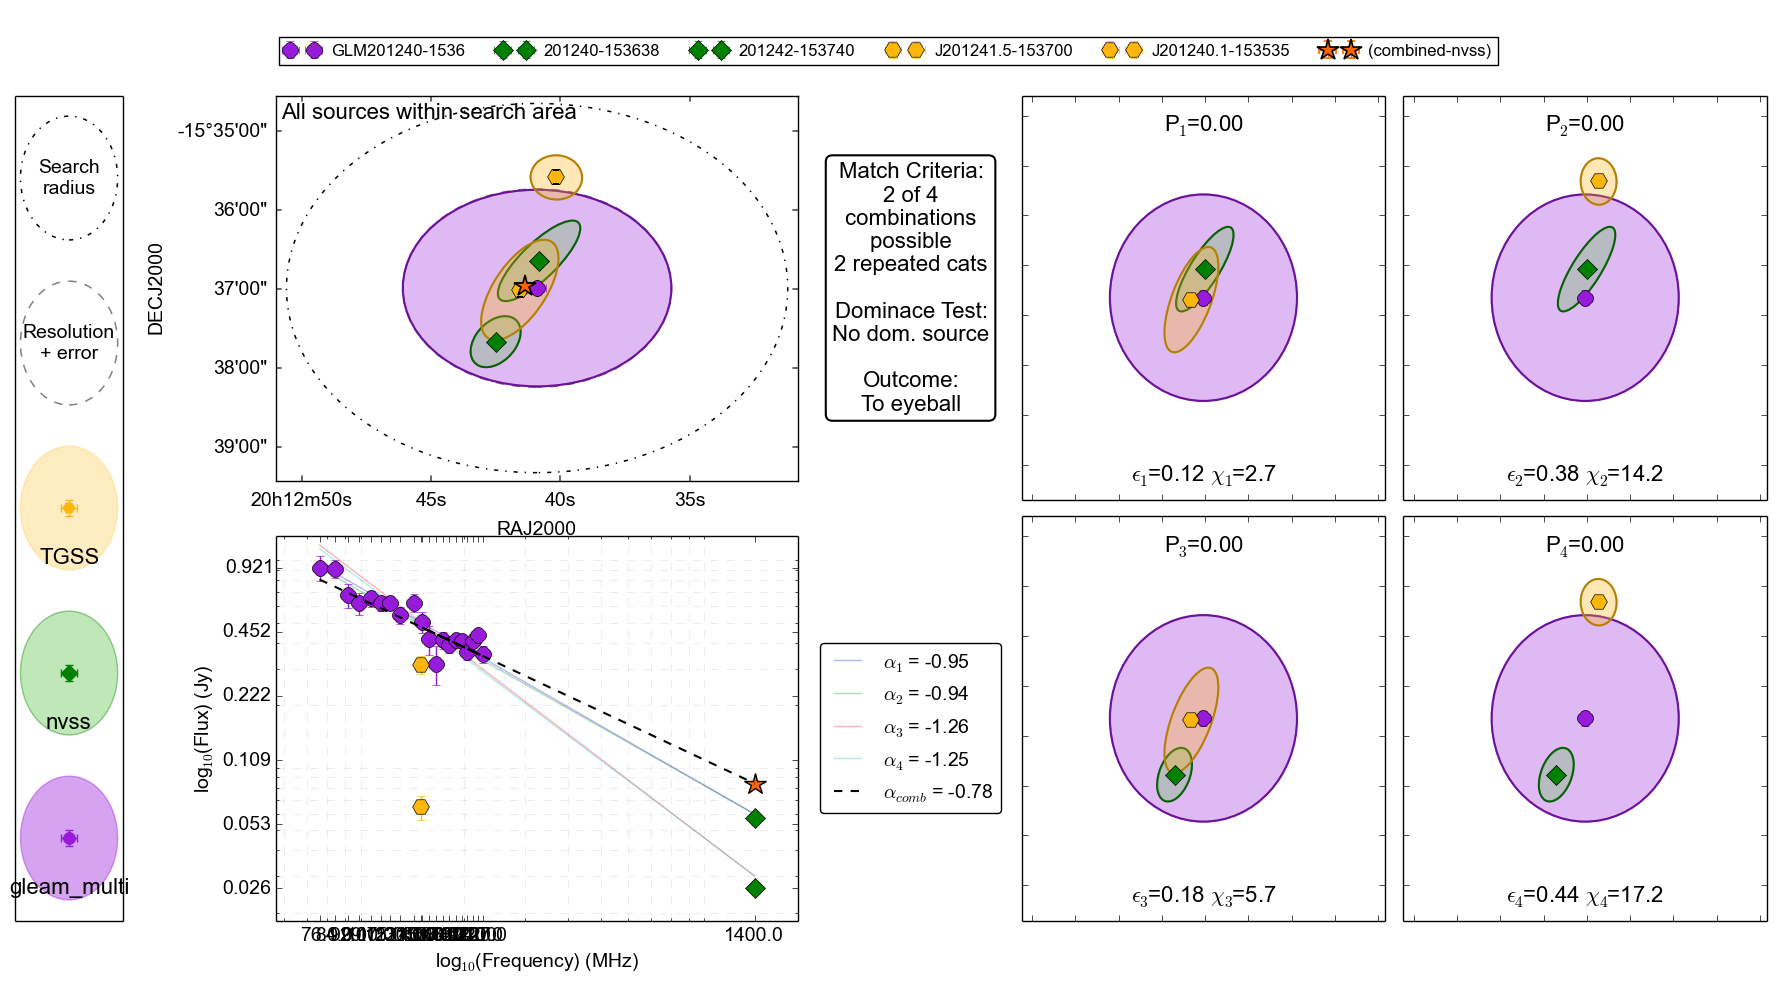 GLM201240-1536 201240-153638 201242-153740 J201241.5-153700 J201240.1-153535 (combined-nvss)
Search
radius
Resolution
+ error
TGSS
nvss
gleam_multi
All sources within search area
-15°35'00"
36'00"
37'00"
38'00"
39'00"
DECJ2000
20h12m50s 45s 40s 35s
RAJ2000
Match Criteria:
2 of 4
combinations
possible
2 repeated cats
Dominace Test:
No dom. source
Outcome:
To eyeball
P1=0.00
ϵ1=0.12 χ1=2.7
P2=0.00
ϵ2=0.38 χ2=14.2
P3=0.00
ϵ3=0.18 χ3=5.7
P4=0.00
ϵ4=0.44 χ4=17.2
0.921
0.452
0.222
0.109
0.053
0.026
log10(Flux) (Jy)
1400.0
log10(Frequency) (MHz)
α1 = -0.95
α2 = -0.94
α3 = -1.26
α4 = -1.25
αcomb = -0.78